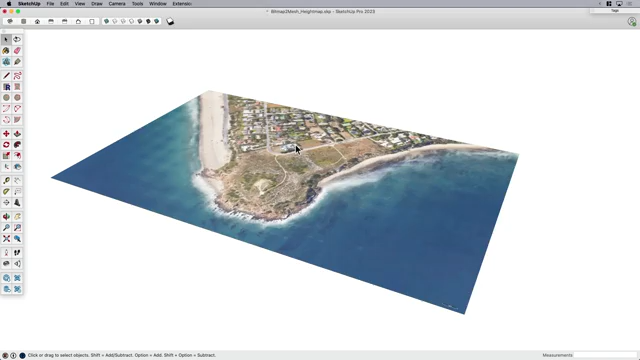 SketchUp File Edit View Camera Draw Tools Window Extensions
Bitmap2Mesh_Heightmap.skp - SketchUp Pro 2023
Tags
Click or drag to select objects. Shift = Add/Subtract. Option = Add. Shift + Option = Subtract.
Measurements